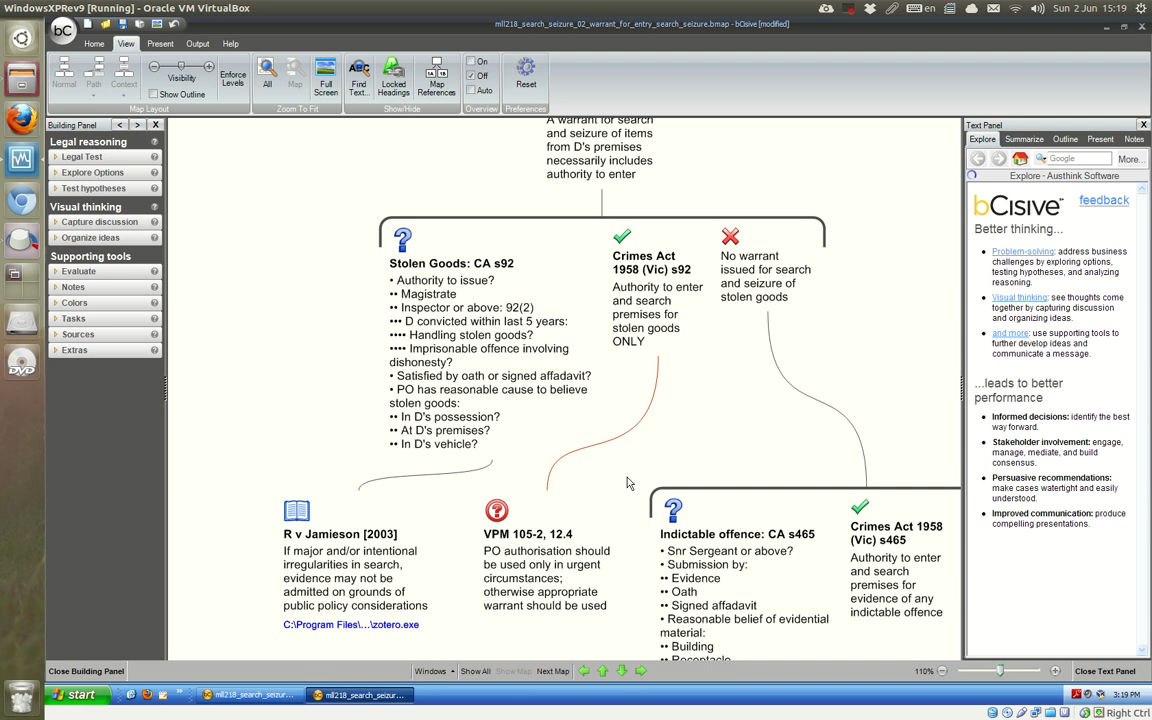 WindowsXPRev9 [Running] - Oracle VM VirtualBox
en
Sun 2 Jun
15:19
bC
mll218_search_seizure_02_warrant_for_entry_search_seizure.bmap - bCisive [modified]
Home
View
Present
Output
Help
Normal
Path
Context
Visibility
Show Outline
Enforce
Levels
Map Layout
All
Map
Full
Screen
Zoom To Fit
ABC
Find
Text...
Locked
Headings
Map
References
Show/Hide
On
Off
Auto
Overview
Reset
Preferences
Building Panel
<
>
X
Legal reasoning
Legal Test
Explore Options
Test hypotheses
Visual thinking
Capture discussion
Organize ideas
Supporting tools
Evaluate
Notes
Colors
Tasks
Sources
Extras
A warrant for search
and seizure of items
from D's premises
necessarily includes
authority to enter
Stolen Goods: CA s92
• Authority to issue?
•• Magistrate
•• Inspector or above: 92(2)
••• D convicted within last 5 years:
•••• Handling stolen goods?
•••• Imprisonable offence involving
dishonesty?
• Satisfied by oath or signed affadavit?
• PO has reasonable cause to believe
stolen goods:
•• In D's possession?
•• At D's premises?
•• In D's vehicle?
Crimes Act
1958 (Vic) s92
Authority to enter
and search
premises for
stolen goods
ONLY
No warrant
issued for search
and seizure of
stolen goods
R v Jamieson [2003]
If major and/or intentional
irregularities in search,
evidence may not be
admitted on grounds of
public policy considerations
C:\Program Files\...\zotero.exe
VPM 105-2, 12.4
PO authorisation should
be used only in urgent
circumstances;
otherwise appropriate
warrant should be used
Indictable offence: CA s465
• Snr Sergeant or above?
• Submission by:
•• Evidence
•• Oath
•• Signed affadavit
• Reasonable belief of evidential
material:
•• Building
•• Receptacle
Crimes Act 1958
(Vic) s465
Authority to enter
and search
premises for
evidence of any
indictable offence
Text Panel
X
Explore
Summarize
Outline
Present
Notes
Google
More...
Explore - Austhink Software
bCisive
feedback
Better thinking...
Problem-solving: address business
challenges by exploring options,
testing hypotheses, and analyzing
reasoning.
Visual thinking: see thoughts come
together by capturing discussion
and organizing ideas.
and more: use supporting tools to
further develop ideas and
communicate a message.
...leads to better
performance
Informed decisions: identify the best
way forward.
Stakeholder involvement: engage,
manage, mediate, and build
consensus.
Persuasive recommendations:
make cases watertight and easily
understood.
Improved communication: produce
compelling presentations.
Close Building Panel
Windows
Show All
Show Map
Next Map
110%
Close Text Panel
start
mll218_search_seizur...
mll218_search_seizur...
3:19 PM
DVD
Right Ctrl